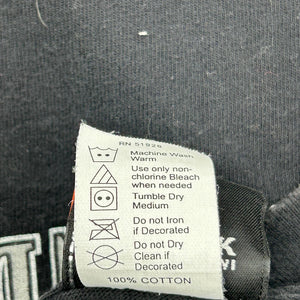 RN 51926
Machine Wash
Warm
Use only non-
chlorine Bleach
when needed
Tumble Dry
Medium
Do not Iron
if Decorated
Do not Dry
Clean if
Decorated
100% COTTON